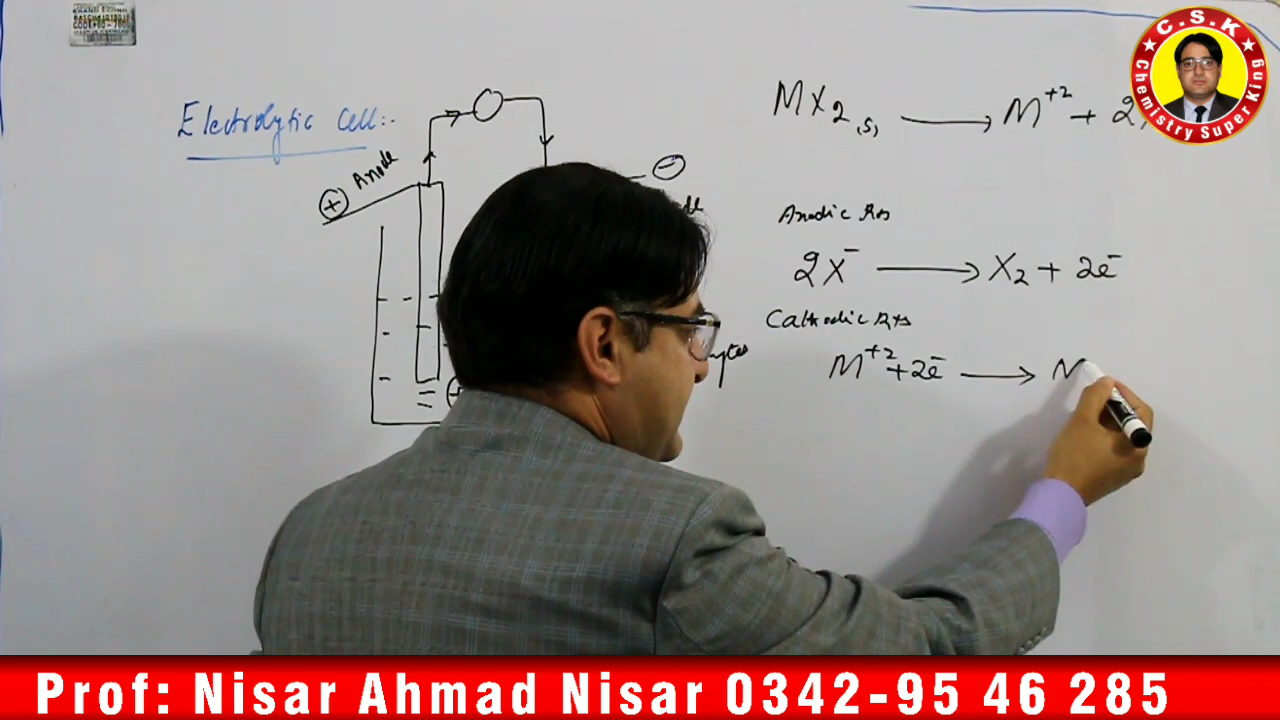 C.S.K
Chemistry Super King
Electrolytic Cell:-
+ Anode
−
MX2(s) ⟶ M+2 + 2
Anodic Rxs
2X− ⟶ X2 + 2e−
Cathodic Rxs
M+2 + 2e− ⟶ M
Prof: Nisar Ahmad Nisar 0342-95 46 285